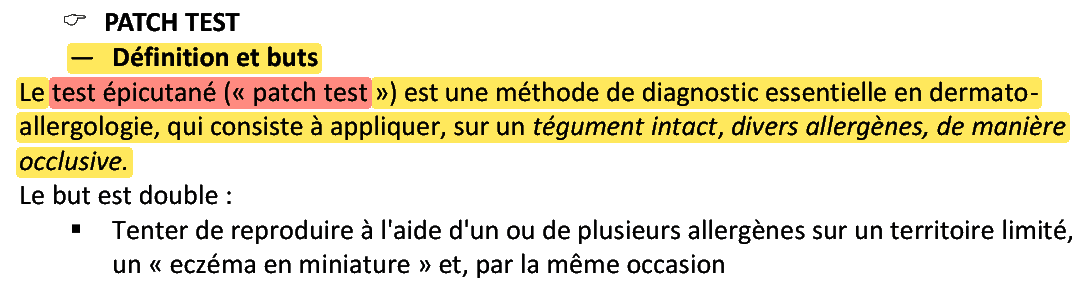 ☞ PATCH TEST
— Définition et buts
Le test épicutané (« patch test ») est une méthode de diagnostic essentielle en dermato-
allergologie, qui consiste à appliquer, sur un tégument intact, divers allergènes, de manière
occlusive.
Le but est double :
▪ Tenter de reproduire à l'aide d'un ou de plusieurs allergènes sur un territoire limité,
un « eczéma en miniature » et, par la même occasion